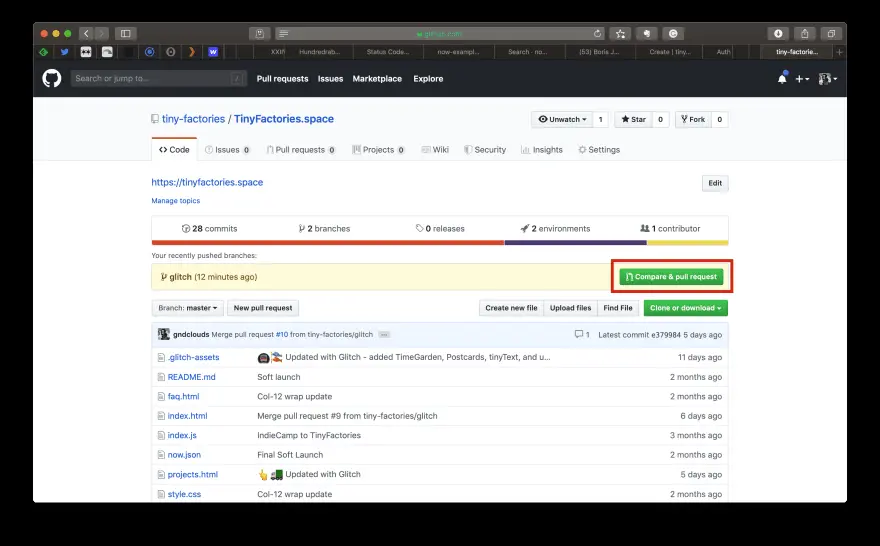 github.com
XXIII
Hundredrab...
Status Code...
now-exampl...
Search - no...
(53) Boris J...
Create | tiny...
Auth
tiny-factorie...
Search or jump to... /
Pull requests Issues Marketplace Explore
tiny-factories / TinyFactories.space
Unwatch 1 Star 0 Fork 0
Code Issues 0 Pull requests 0 Projects 0 Wiki Security Insights Settings
https://tinyfactories.space Edit
Manage topics
28 commits 2 branches 0 releases 2 environments 1 contributor
Your recently pushed branches:
glitch (12 minutes ago) Compare & pull request
Branch: master New pull request Create new file Upload files Find File Clone or download
gndclouds Merge pull request #10 from tiny-factories/glitch ... 1 Latest commit e379984 5 days ago
.glitch-assets Updated with Glitch - added TimeGarden, Postcards, tinyText, and u... 11 days ago
README.md Soft launch 2 months ago
faq.html Col-12 wrap update 2 months ago
index.html Merge pull request #9 from tiny-factories/glitch 6 days ago
index.js IndieCamp to TinyFactories 3 months ago
now.json Final Soft Launch 2 months ago
projects.html Updated with Glitch 5 days ago
style.css Col-12 wrap update 2 months ago